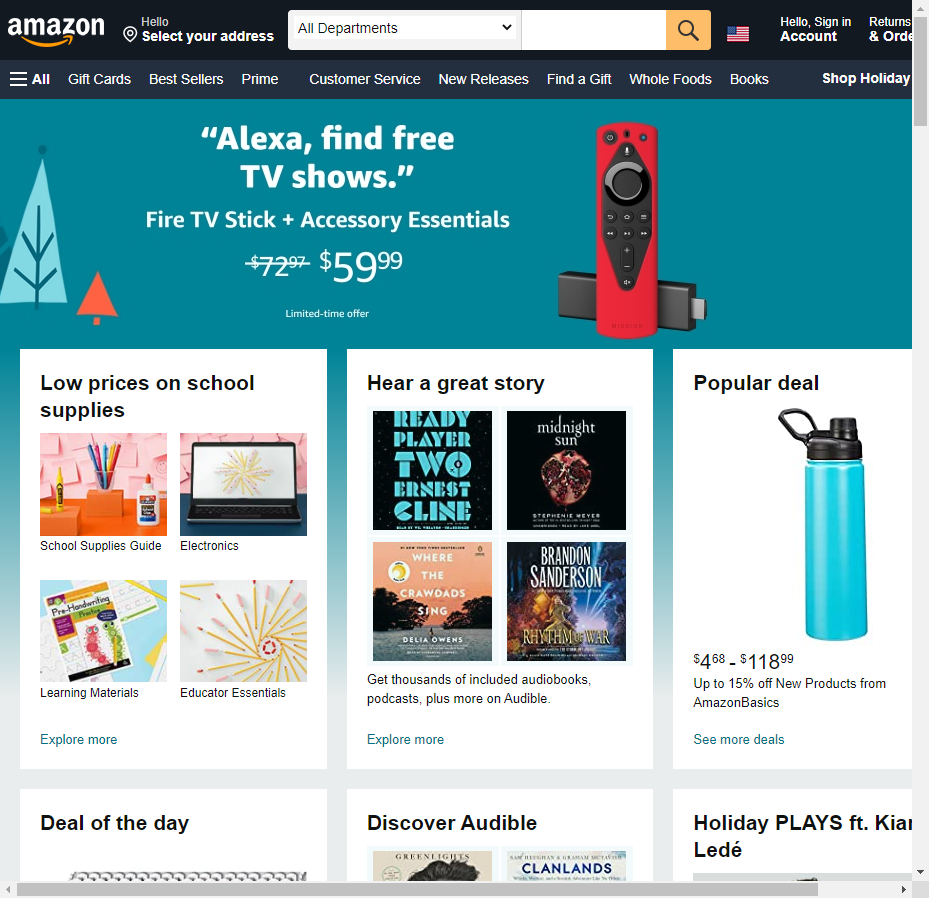 amazon
Hello
Select your address
All Departments
Hello, Sign in
Account
Returns
& Orde
All
Gift Cards
Best Sellers
Prime
Customer Service
New Releases
Find a Gift
Whole Foods
Books
Shop Holiday
“Alexa, find free
TV shows.”
Fire TV Stick + Accessory Essentials
$72.97 $59.99
Limited-time offer
Low prices on school
supplies
School Supplies Guide
Electronics
Pre-Handwriting
Practice
Learning Materials
Educator Essentials
Explore more
Hear a great story
READY
PLAYER
TWO
ERNEST
CLINE
midnight
sun
STEPHENIE MEYER
WHERE
THE
CRAWDADS
SING
DELIA OWENS
BRANDON
SANDERSON
RHYTHM OF WAR
Get thousands of included audiobooks,
podcasts, plus more on Audible.
Explore more
Popular deal
$4.68 - $118.99
Up to 15% off New Products from
AmazonBasics
See more deals
Deal of the day
Discover Audible
GREENLIGHTS
SAM HEUGHAN & GRAHAM MCTAVISH
CLANLANDS
Holiday PLAYS ft. Kiar
Ledé